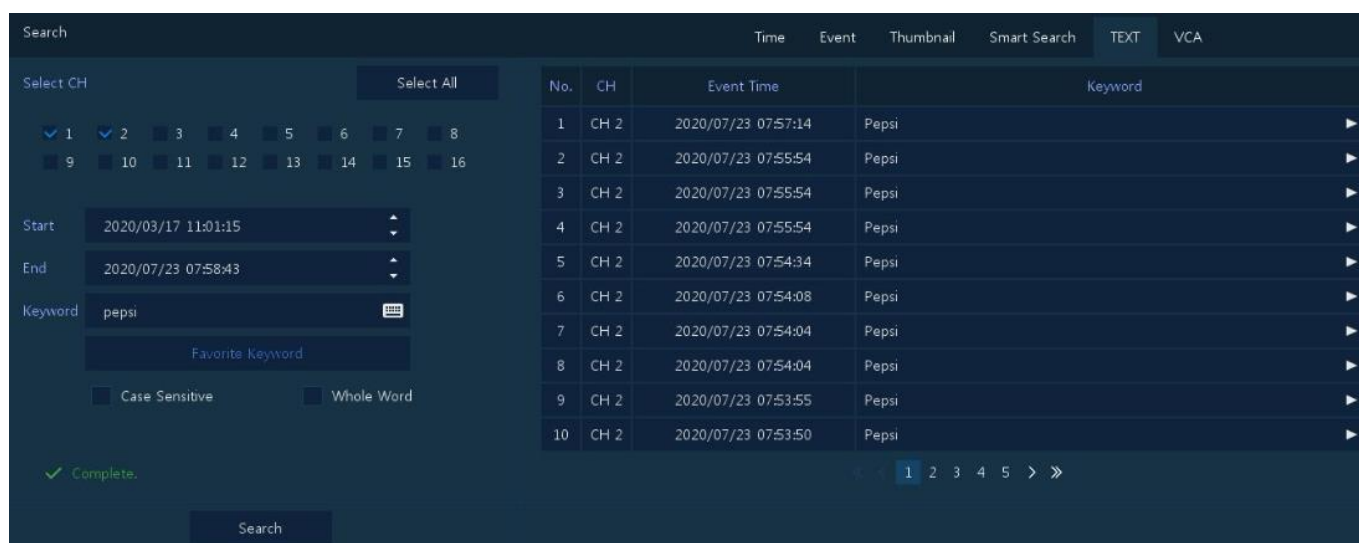 Search Time Event Thumbnail Smart Search TEXT VCA
Select CH Select All
1 2 3 4 5 6 7 8
9 10 11 12 13 14 15 16
Start 2020/03/17 11:01:15
End 2020/07/23 07:58:43
Keyword pepsi
Favorite Keyword
Case Sensitive Whole Word
Complete.
Search
No. CH Event Time Keyword
1 CH 2 2020/07/23 07:57:14 Pepsi
2 CH 2 2020/07/23 07:55:54 Pepsi
3 CH 2 2020/07/23 07:55:54 Pepsi
4 CH 2 2020/07/23 07:55:54 Pepsi
5 CH 2 2020/07/23 07:54:34 Pepsi
6 CH 2 2020/07/23 07:54:08 Pepsi
7 CH 2 2020/07/23 07:54:04 Pepsi
8 CH 2 2020/07/23 07:54:04 Pepsi
9 CH 2 2020/07/23 07:53:55 Pepsi
10 CH 2 2020/07/23 07:53:50 Pepsi
1 2 3 4 5